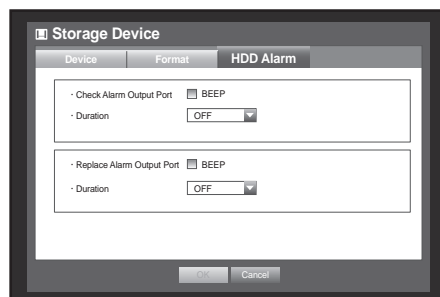 Storage Device
Device Format HDD Alarm
· Check Alarm Output Port BEEP
· Duration OFF
· Replace Alarm Output Port BEEP
· Duration OFF
OK Cancel